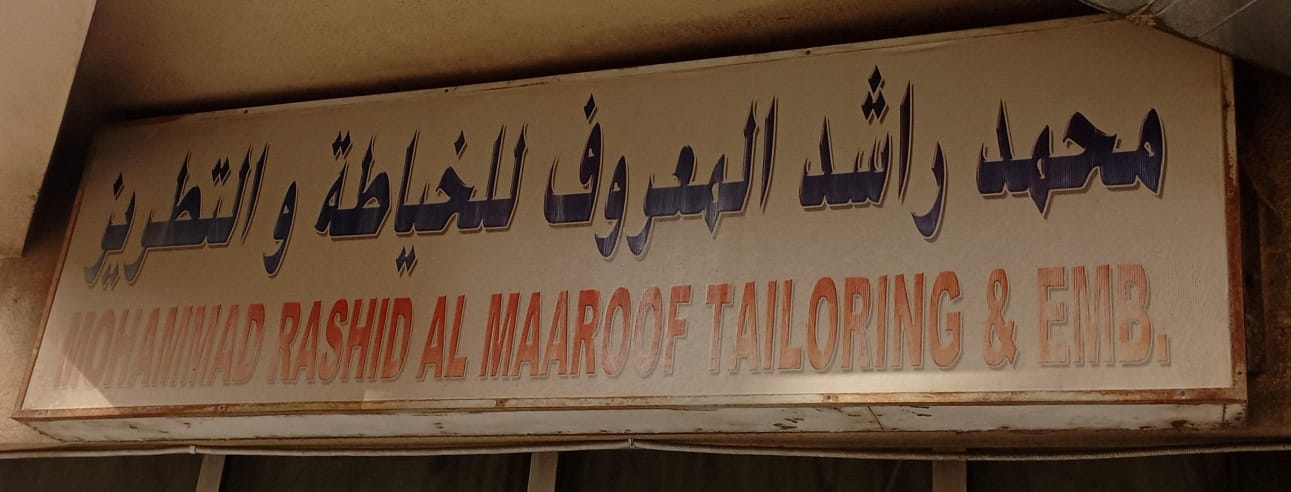 محمد راشد المعروف للخياطة و التطريز
MOHAMMAD RASHID AL MAAROOF TAILORING & EMB.